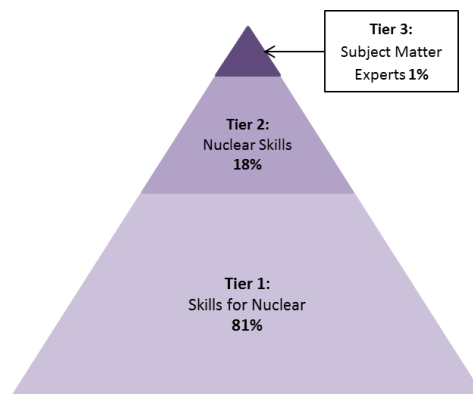 Tier 3:
Subject Matter
Experts 1%
Tier 2:
Nuclear Skills
18%
Tier 1:
Skills for Nuclear
81%